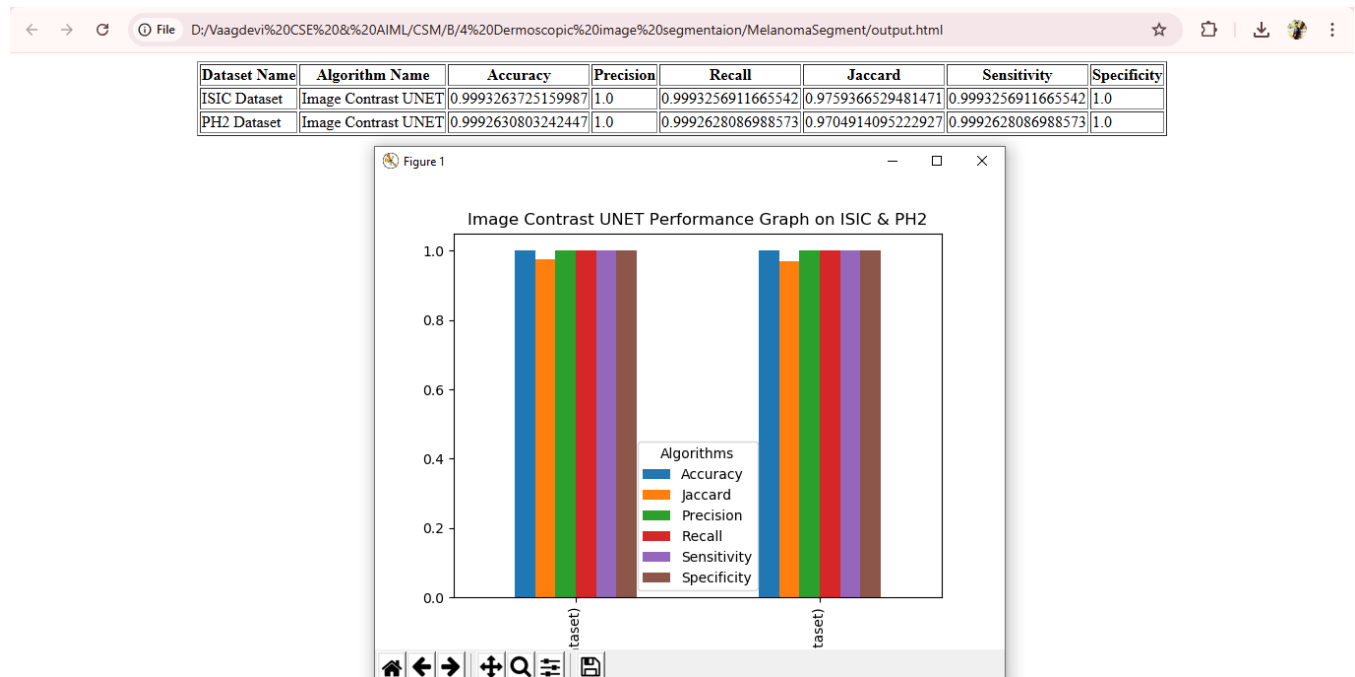 File D:/Vaagdevi%20CSE%20&%20AIML/CSM/B/4%20Dermoscopic%20image%20segmentaion/MelanomaSegment/output.html
Dataset Name Algorithm Name Accuracy Precision Recall Jaccard Sensitivity Specificity
ISIC Dataset Image Contrast UNET 0.9993263725159987 1.0 0.9993256911665542 0.9759366529481471 0.9993256911665542 1.0
PH2 Dataset Image Contrast UNET 0.9992630803242447 1.0 0.9992628086988573 0.9704914095222927 0.9992628086988573 1.0
Figure 1
Image Contrast UNET Performance Graph on ISIC & PH2
1.0
0.8
0.6
0.4
0.2
0.0
Algorithms
Accuracy
Jaccard
Precision
Recall
Sensitivity
Specificity
taset)
taset)